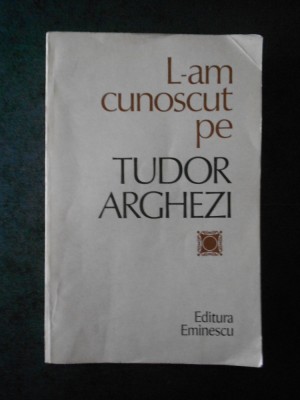 L-am
cunoscut
pe
TUDOR
ARGHEZI
Editura
Eminescu